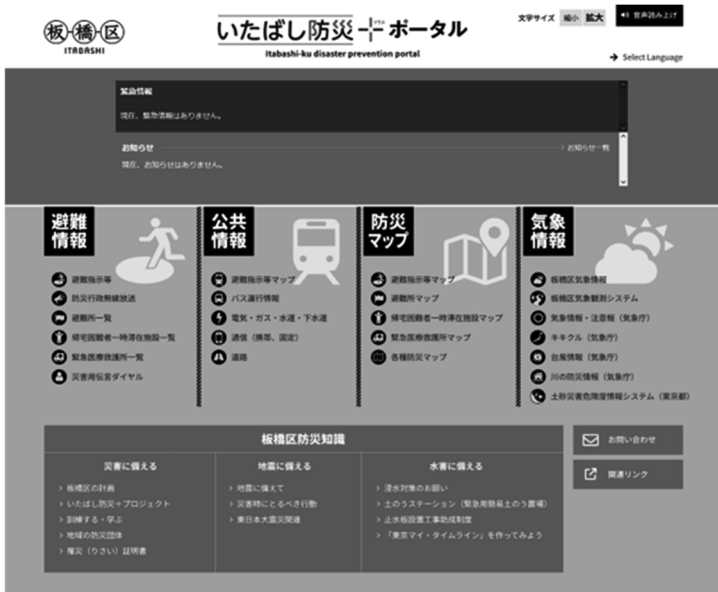 板橋区
ITABASHI
いたばし防災プラスポータル
Itabashi-ku disaster prevention portal
文字サイズ 縮小 拡大 音声読み上げ
Select Language
緊急情報
現在、緊急情報はありません。
お知らせ
お知らせ一覧
現在、お知らせはありません。
避難
情報
避難指示等
防災行政無線放送
避難所一覧
帰宅困難者一時滞在施設一覧
緊急医療救護所一覧
災害用伝言ダイヤル
公共
情報
避難指示等マップ
バス運行情報
電気・ガス・水道・下水道
通信（携帯、固定）
道路
防災
マップ
避難指示等マップ
避難所マップ
帰宅困難者一時滞在施設マップ
緊急医療救護所マップ
各種防災マップ
気象
情報
板橋区気象情報
板橋区気象観測システム
気象情報・注意報（気象庁）
キキクル（気象庁）
台風情報（気象庁）
川の防災情報（気象庁）
土砂災害危険度情報システム（東京都）
板橋区防災知識
災害に備える
板橋区の計画
いたばし防災＋プロジェクト
訓練する・学ぶ
地域の防災団体
罹災（りさい）証明書
地震に備える
地震に備えて
災害時にとるべき行動
東日本大震災関連
水害に備える
浸水対策のお願い
土のうステーション（緊急用簡易土のう置場）
止水板設置工事助成制度
「東京マイ・タイムライン」を作ってみよう
お問い合わせ
関連リンク